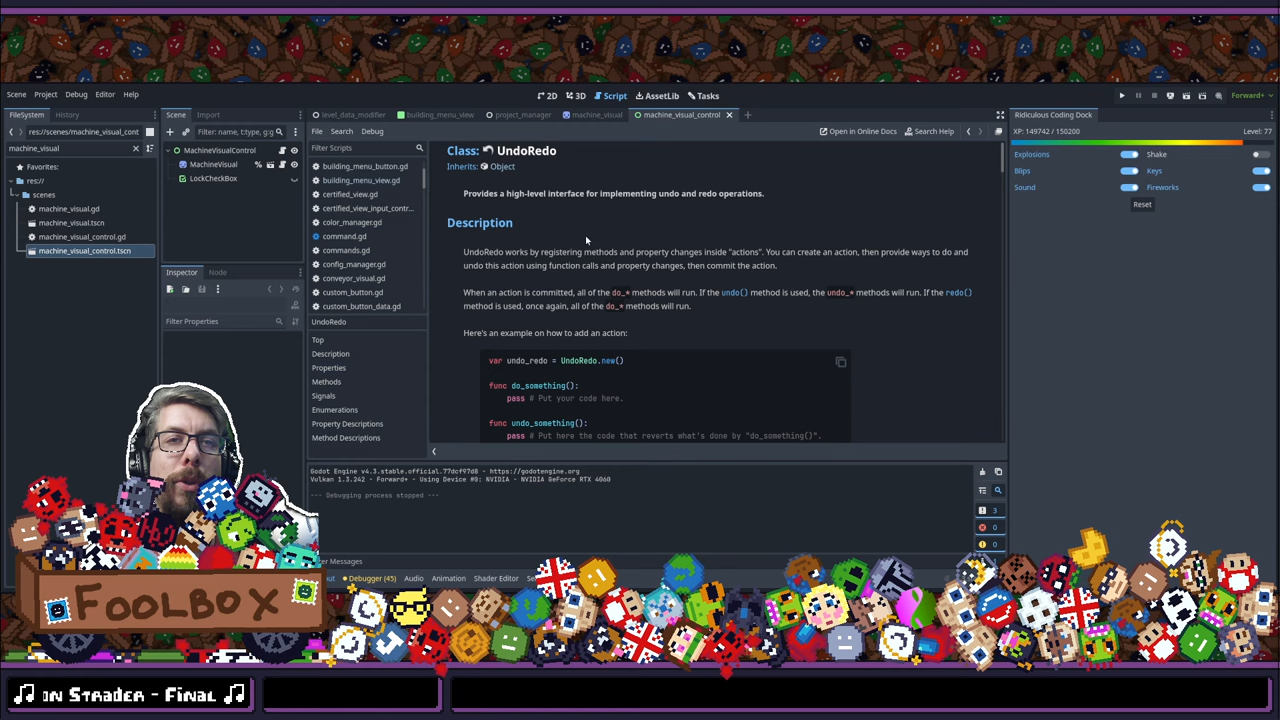 Scene Project Debug Editor Help
2D 3D Script AssetLib Tasks
Forward+
FileSystem History
Scene Import
level_data_modifier building_menu_view project_manager machine_visual machine_visual_control
Ridiculous Coding Dock
res://scenes/machine_visual_cont
Filter: name, t:type, g:g
File Search Debug
Open in Online Docs Search Help
XP: 149742 / 150200 Level: 77
machine_visual
MachineVisualControl
MachineVisual
LockCheckBox
Favorites:
res://
scenes
machine_visual.gd
machine_visual.tscn
machine_visual_control.gd
machine_visual_control.tscn
Inspector Node
Filter Properties
Filter Scripts
building_menu_button.gd
building_menu_view.gd
certified_view.gd
certified_view_input_contr...
color_manager.gd
command.gd
commands.gd
config_manager.gd
conveyor_visual.gd
custom_button.gd
custom_button_data.gd
UndoRedo
Top
Description
Properties
Methods
Signals
Enumerations
Property Descriptions
Method Descriptions
Class: UndoRedo
Inherits: Object
Provides a high-level interface for implementing undo and redo operations.
Description
UndoRedo works by registering methods and property changes inside "actions". You can create an action, then provide ways to do and
undo this action using function calls and property changes, then commit the action.
When an action is committed, all of the do_* methods will run. If the undo() method is used, the undo_* methods will run. If the redo()
method is used, once again, all of the do_* methods will run.
Here's an example on how to add an action:
var undo_redo = UndoRedo.new()
func do_something():
pass # Put your code here.
func undo_something():
pass # Put here the code that reverts what's done by "do_something()".
Explosions Shake
Blips Keys
Sound Fireworks
Reset
Godot Engine v4.3.stable.official.77dcf97d8 - https://godotengine.org
Vulkan 1.3.242 - Forward+ - Using Device #0: NVIDIA - NVIDIA GeForce RTX 4060
--- Debugging process stopped ---
3
0
0
Messages
Debugger (45) Audio Animation Shader Editor
FOOLBOX
on Strader - Final